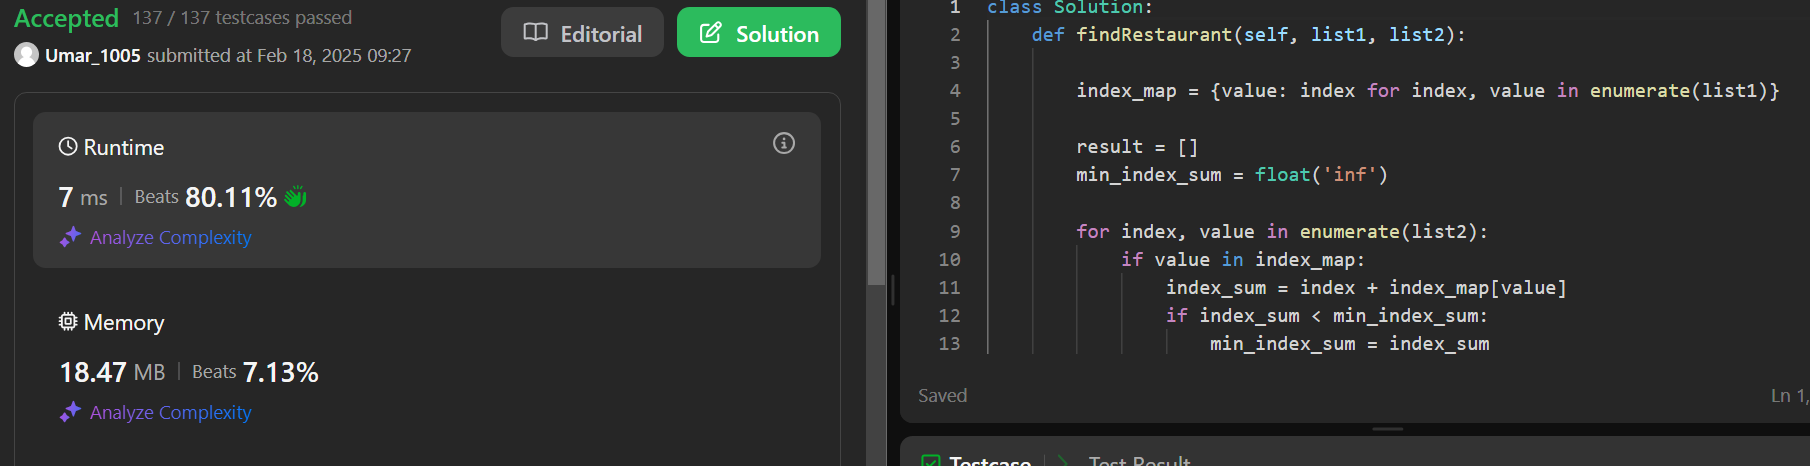 Accepted 137 / 137 testcases passed
Umar_1005 submitted at Feb 18, 2025 09:27
Editorial
Solution
Runtime
7 ms | Beats 80.11%
Analyze Complexity
Memory
18.47 MB | Beats 7.13%
Analyze Complexity
1 class Solution:
2     def findRestaurant(self, list1, list2):
3
4         index_map = {value: index for index, value in enumerate(list1)}
5
6         result = []
7         min_index_sum = float('inf')
8
9         for index, value in enumerate(list2):
10             if value in index_map:
11                 index_sum = index + index_map[value]
12                 if index_sum < min_index_sum:
13                     min_index_sum = index_sum
Saved
Ln 1,
Testcase
Test Result